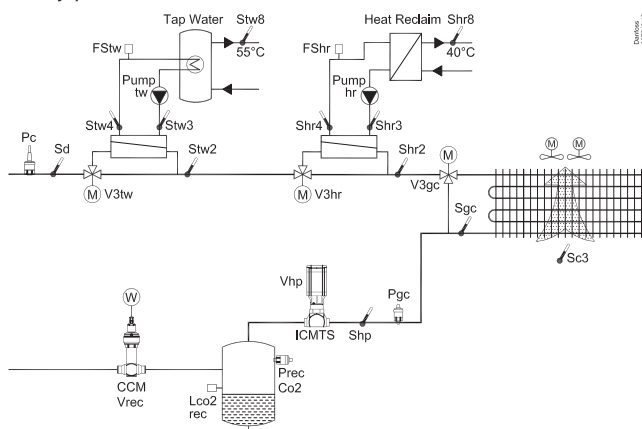 Tap Water
Stw8
55°C
FStw
Pump
tw
Stw4
Stw3
Heat Reclaim
Shr8
40°C
FShr
Pump
hr
Shr4
Shr3
Danfoss
Pc
Sd
Stw2
Shr2
M
M
M
M
M
V3tw
V3hr
V3gc
Sgc
Sc3
Vhp
Pgc
ICMTS
Shp
W
CCM
Vrec
Prec
Co2
Lco2
rec